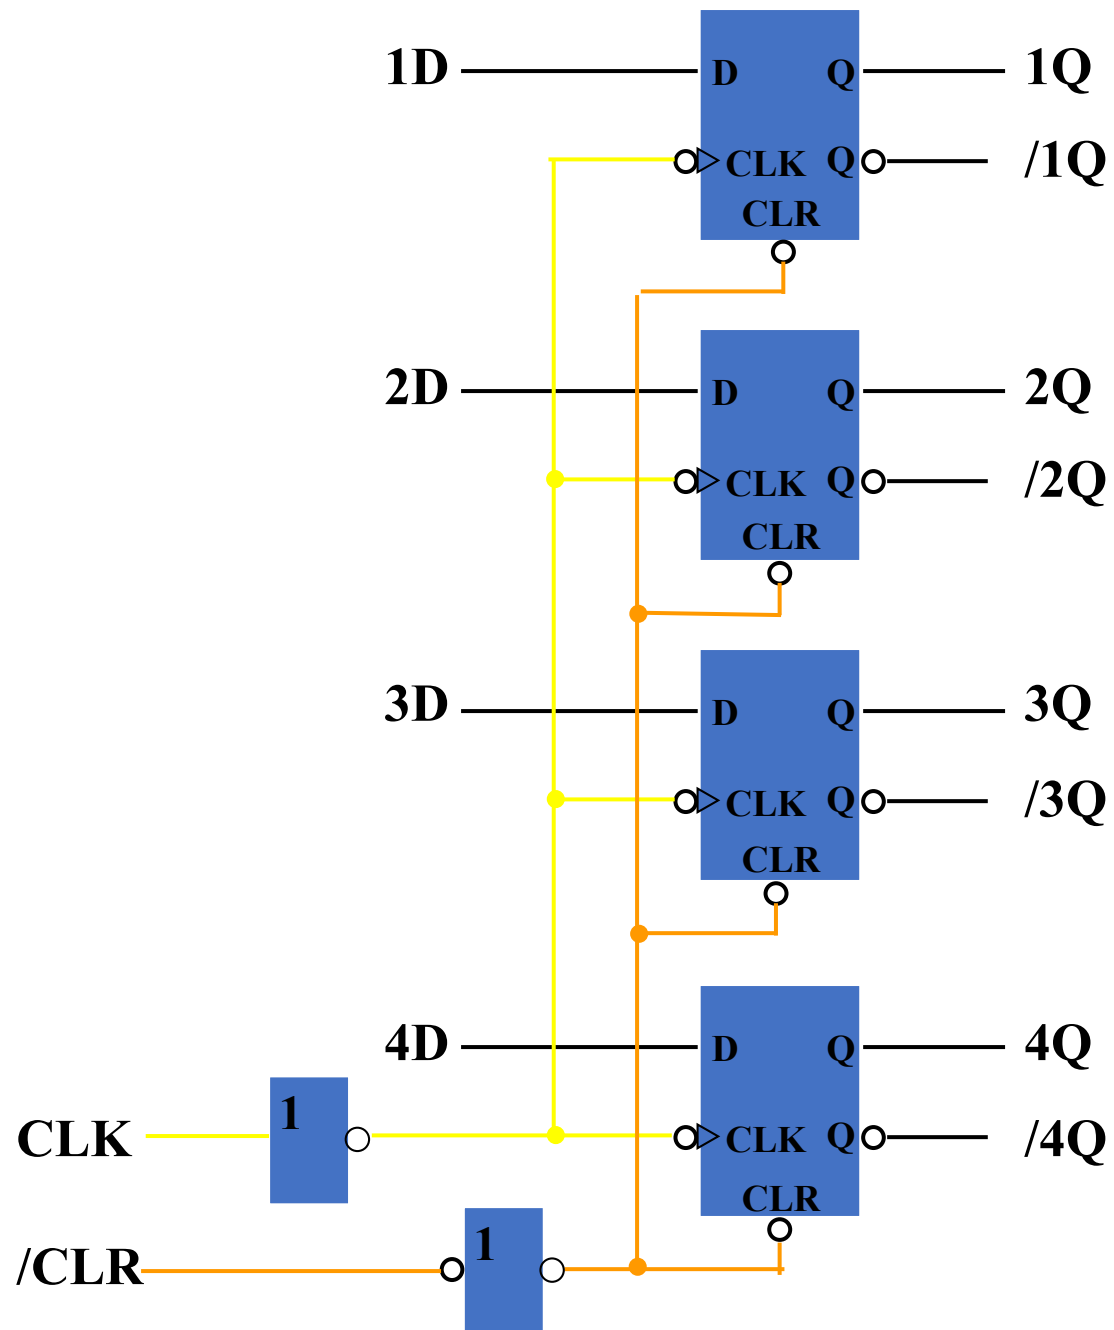 1D D Q 1Q
CLK Q /1Q
CLR
2D D Q 2Q
CLK Q /2Q
CLR
3D D Q 3Q
CLK Q /3Q
CLR
4D D Q 4Q
CLK 1 CLK Q /4Q
CLR
/CLR 1